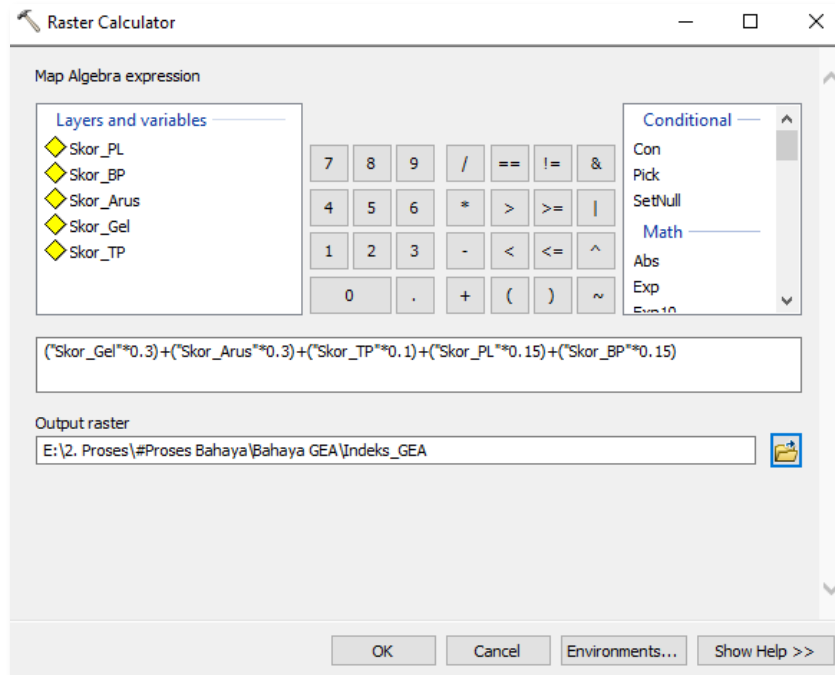 Raster Calculator
Map Algebra expression
Layers and variables
Skor_PL
Skor_BP
Skor_Arus
Skor_Gel
Skor_TP
7 8 9 / == != &
4 5 6 * > >= |
1 2 3 - < <= ^
0 . + ( ) ~
Conditional
Con
Pick
SetNull
Math
Abs
Exp
Exp10
("Skor_Gel"*0.3)+("Skor_Arus"*0.3)+("Skor_TP"*0.1)+("Skor_PL"*0.15)+("Skor_BP"*0.15)
Output raster
E:\2. Proses\#Proses Bahaya\Bahaya GEA\Indeks_GEA
OK Cancel Environments... Show Help >>